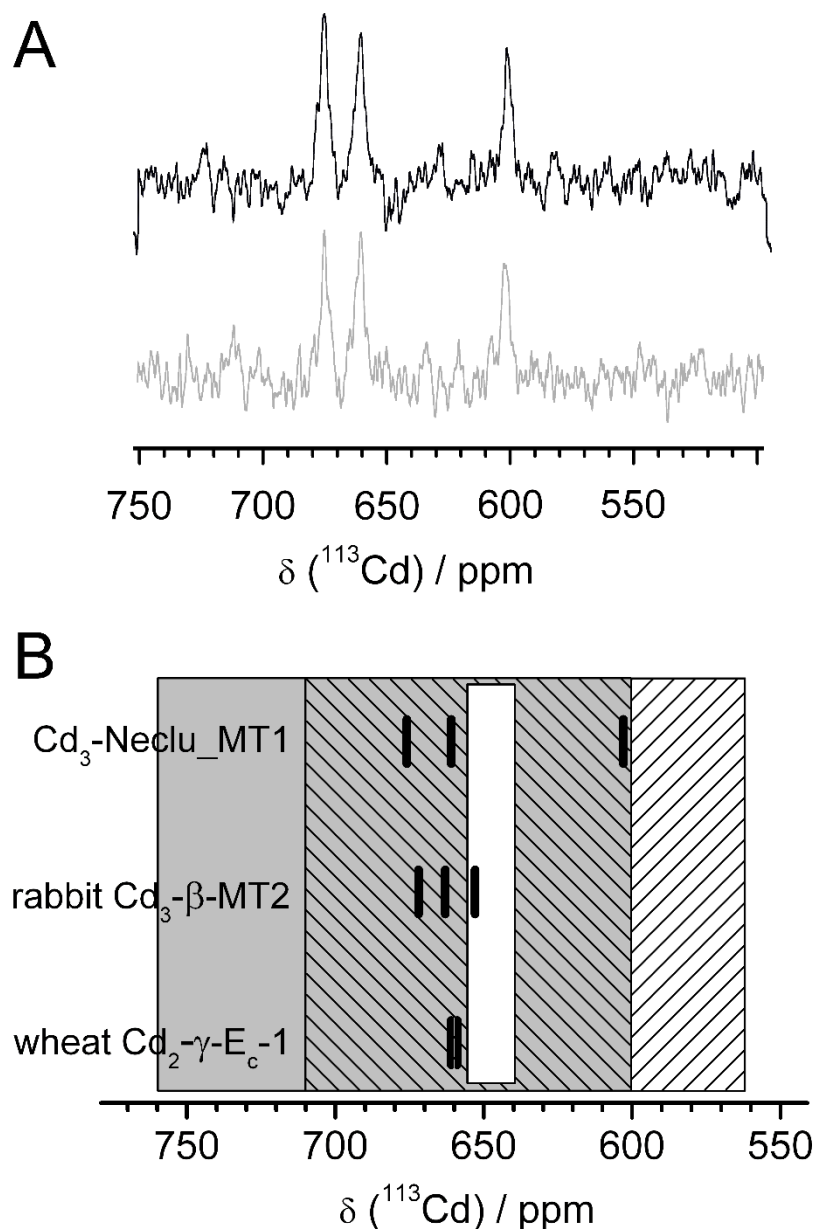 A
750 700 650 600 550
δ (¹¹³Cd) / ppm
B
Cd₃-Neclu_MT1
rabbit Cd₃-β-MT2
wheat Cd₂-γ-E_c-1
750 700 650 600 550
δ (¹¹³Cd) / ppm